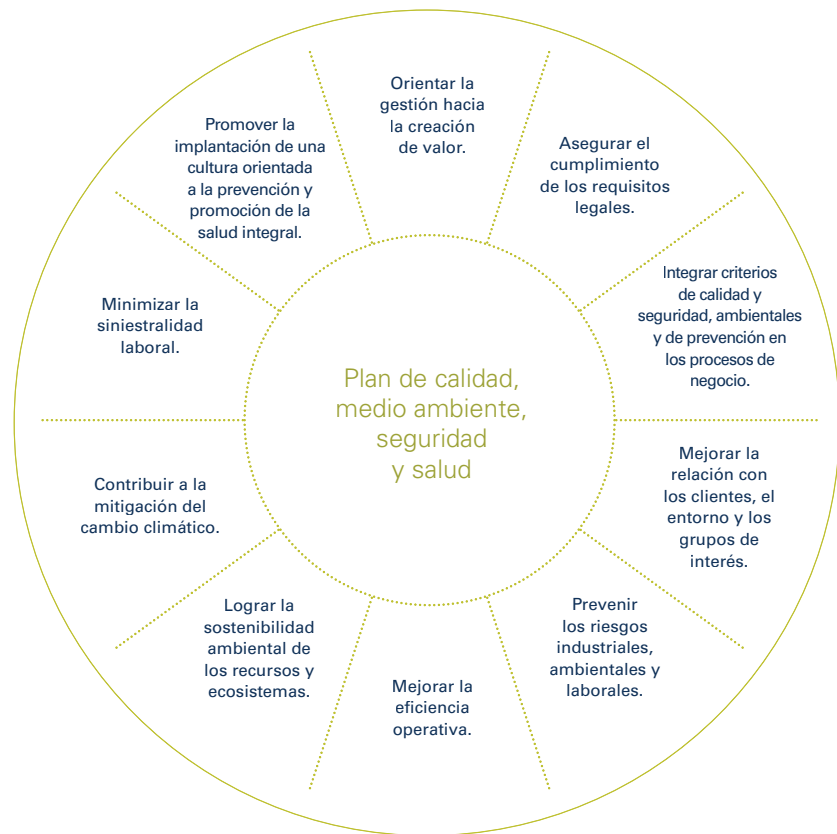 Orientar la
gestión hacia
la creación
de valor.
Asegurar el
cumplimiento
de los requisitos
legales.
Integrar criterios
de calidad y
seguridad, ambientales
y de prevención en
los procesos de
negocio.
Mejorar la
relación con
los clientes, el
entorno y los
grupos de
interés.
Prevenir
los riesgos
industriales,
ambientales y
laborales.
Mejorar la
eficiencia
operativa.
Lograr la
sostenibilidad
ambiental de
los recursos y
ecosistemas.
Contribuir a la
mitigación del
cambio climático.
Minimizar la
siniestralidad
laboral.
Promover la
implantación de una
cultura orientada
a la prevención y
promoción de la
salud integral.
Plan de calidad,
medio ambiente,
seguridad
y salud